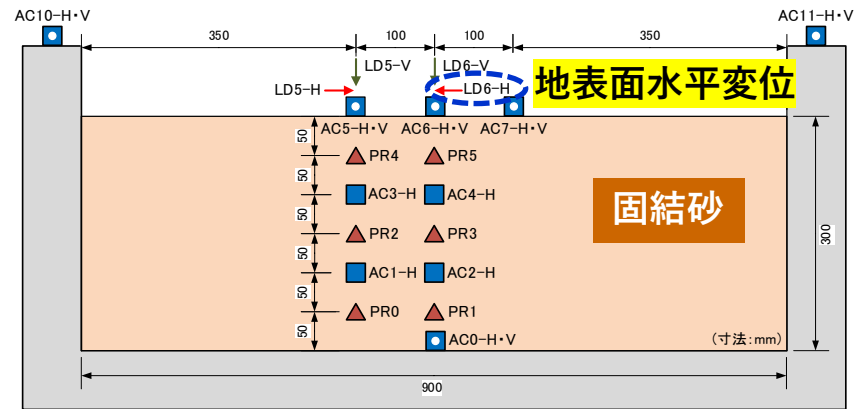 AC10-H・V
AC11-H・V
350
100
100
350
LD5-V
LD6-V
LD5-H
LD6-H
地表面水平変位
AC5-H・V
AC6-H・V
AC7-H・V
50
PR4
PR5
50
AC3-H
AC4-H
固結砂
50
PR2
PR3
300
50
AC1-H
AC2-H
50
PR0
PR1
50
AC0-H・V
(寸法:mm)
900